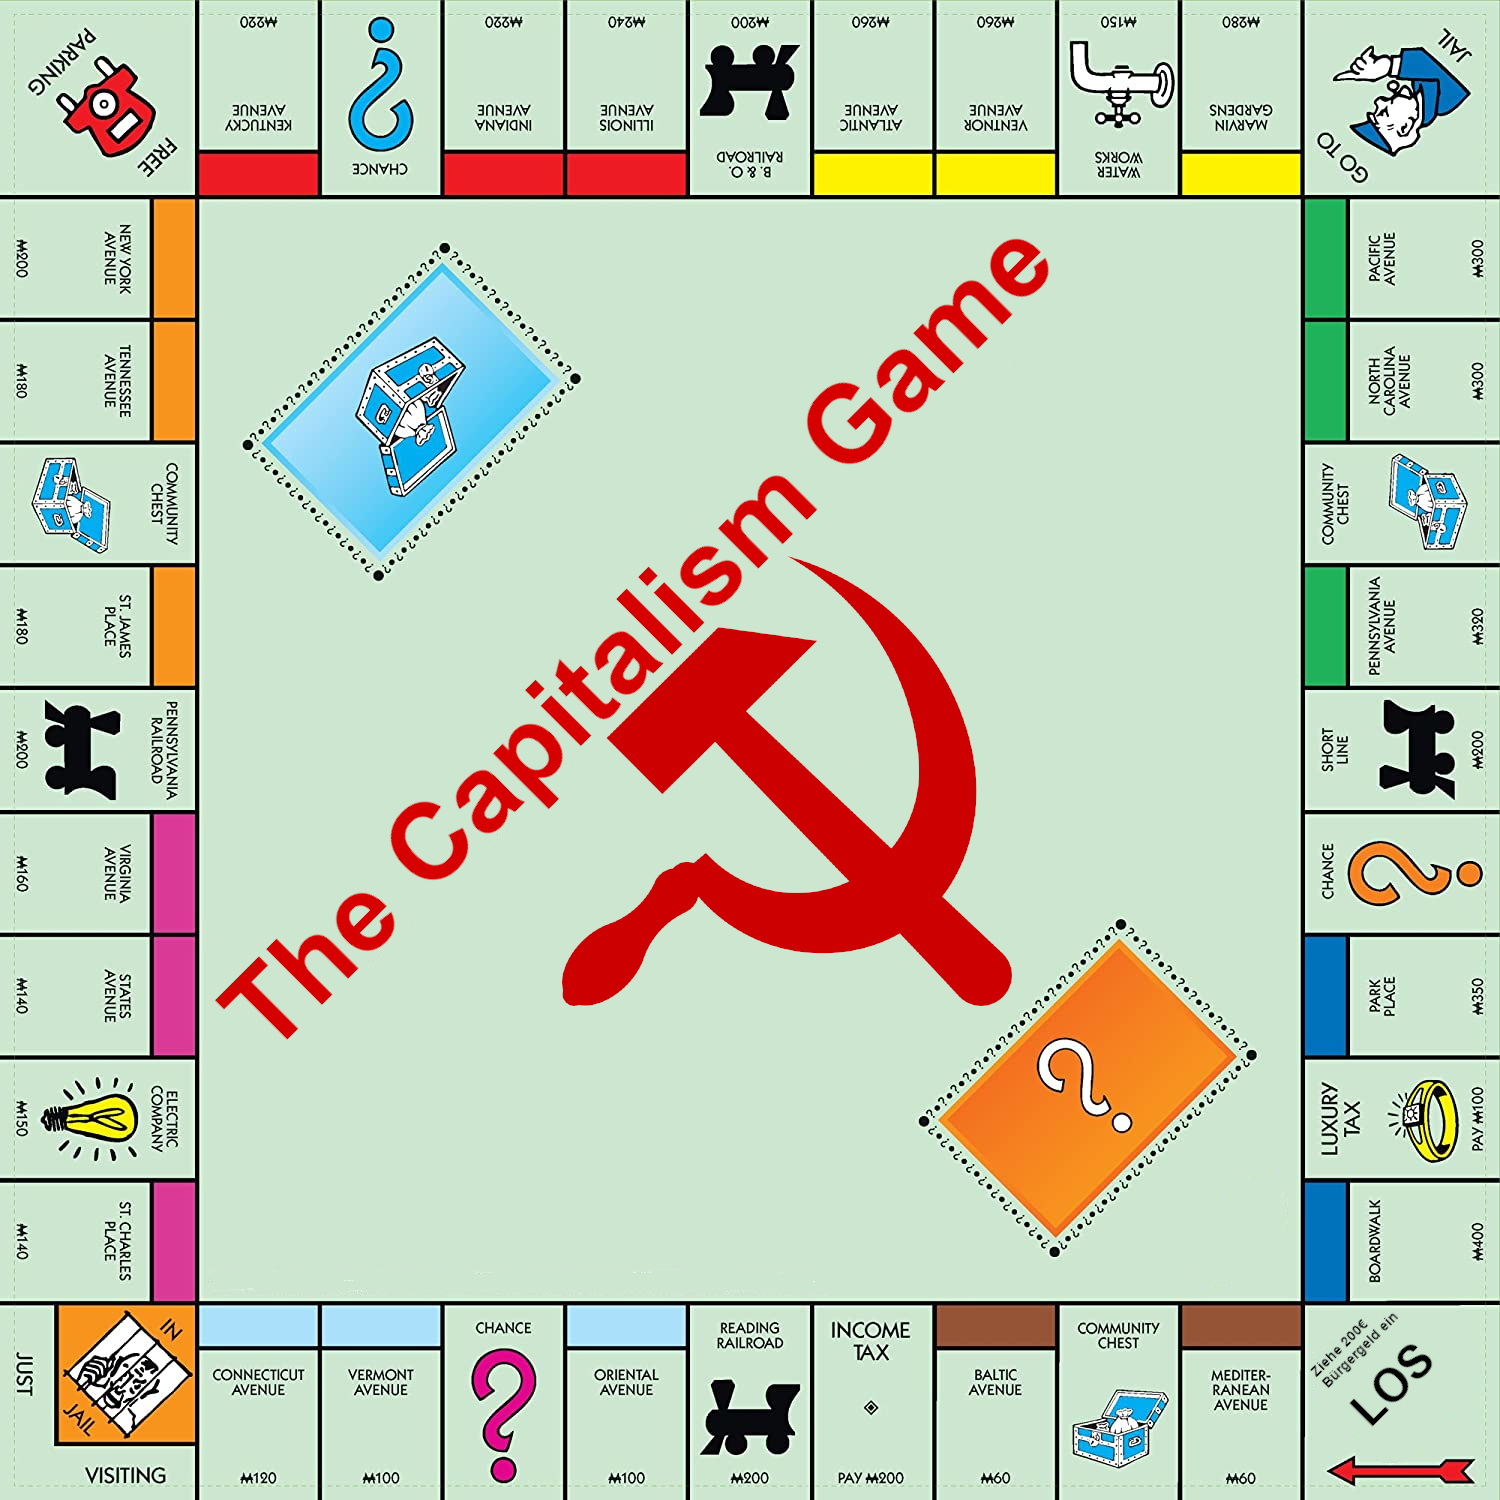 FREE
PARKING
KENTUCKY
AVENUE
₩220
CHANCE
INDIANA
AVENUE
₩220
ILLINOIS
AVENUE
₩240
B. & O.
RAILROAD
₩200
ATLANTIC
AVENUE
₩260
VENTNOR
AVENUE
₩260
WATER
WORKS
₩150
MARVIN
GARDENS
₩280
GO TO
JAIL
NEW YORK
AVENUE
₩200
TENNESSEE
AVENUE
₩180
COMMUNITY
CHEST
ST. JAMES
PLACE
₩180
PENNSYLVANIA
RAILROAD
₩200
VIRGINIA
AVENUE
₩160
STATES
AVENUE
₩140
ELECTRIC
COMPANY
₩150
ST. CHARLES
PLACE
₩140
The Capitalism Game
?
PACIFIC
AVENUE
₩300
NORTH
CAROLINA
AVENUE
₩300
COMMUNITY
CHEST
PENNSYLVANIA
AVENUE
₩320
SHORT
LINE
₩200
CHANCE
PARK
PLACE
₩350
LUXURY
TAX
PAY ₩100
BOARDWALK
₩400
IN
JAIL
JUST
VISITING
CONNECTICUT
AVENUE
₩120
VERMONT
AVENUE
₩100
CHANCE
ORIENTAL
AVENUE
₩100
READING
RAILROAD
₩200
INCOME
TAX
PAY ₩200
BALTIC
AVENUE
₩60
COMMUNITY
CHEST
MEDITER-
RANEAN
AVENUE
₩60
Ziehe 200€
Bürgergeld ein
LOS